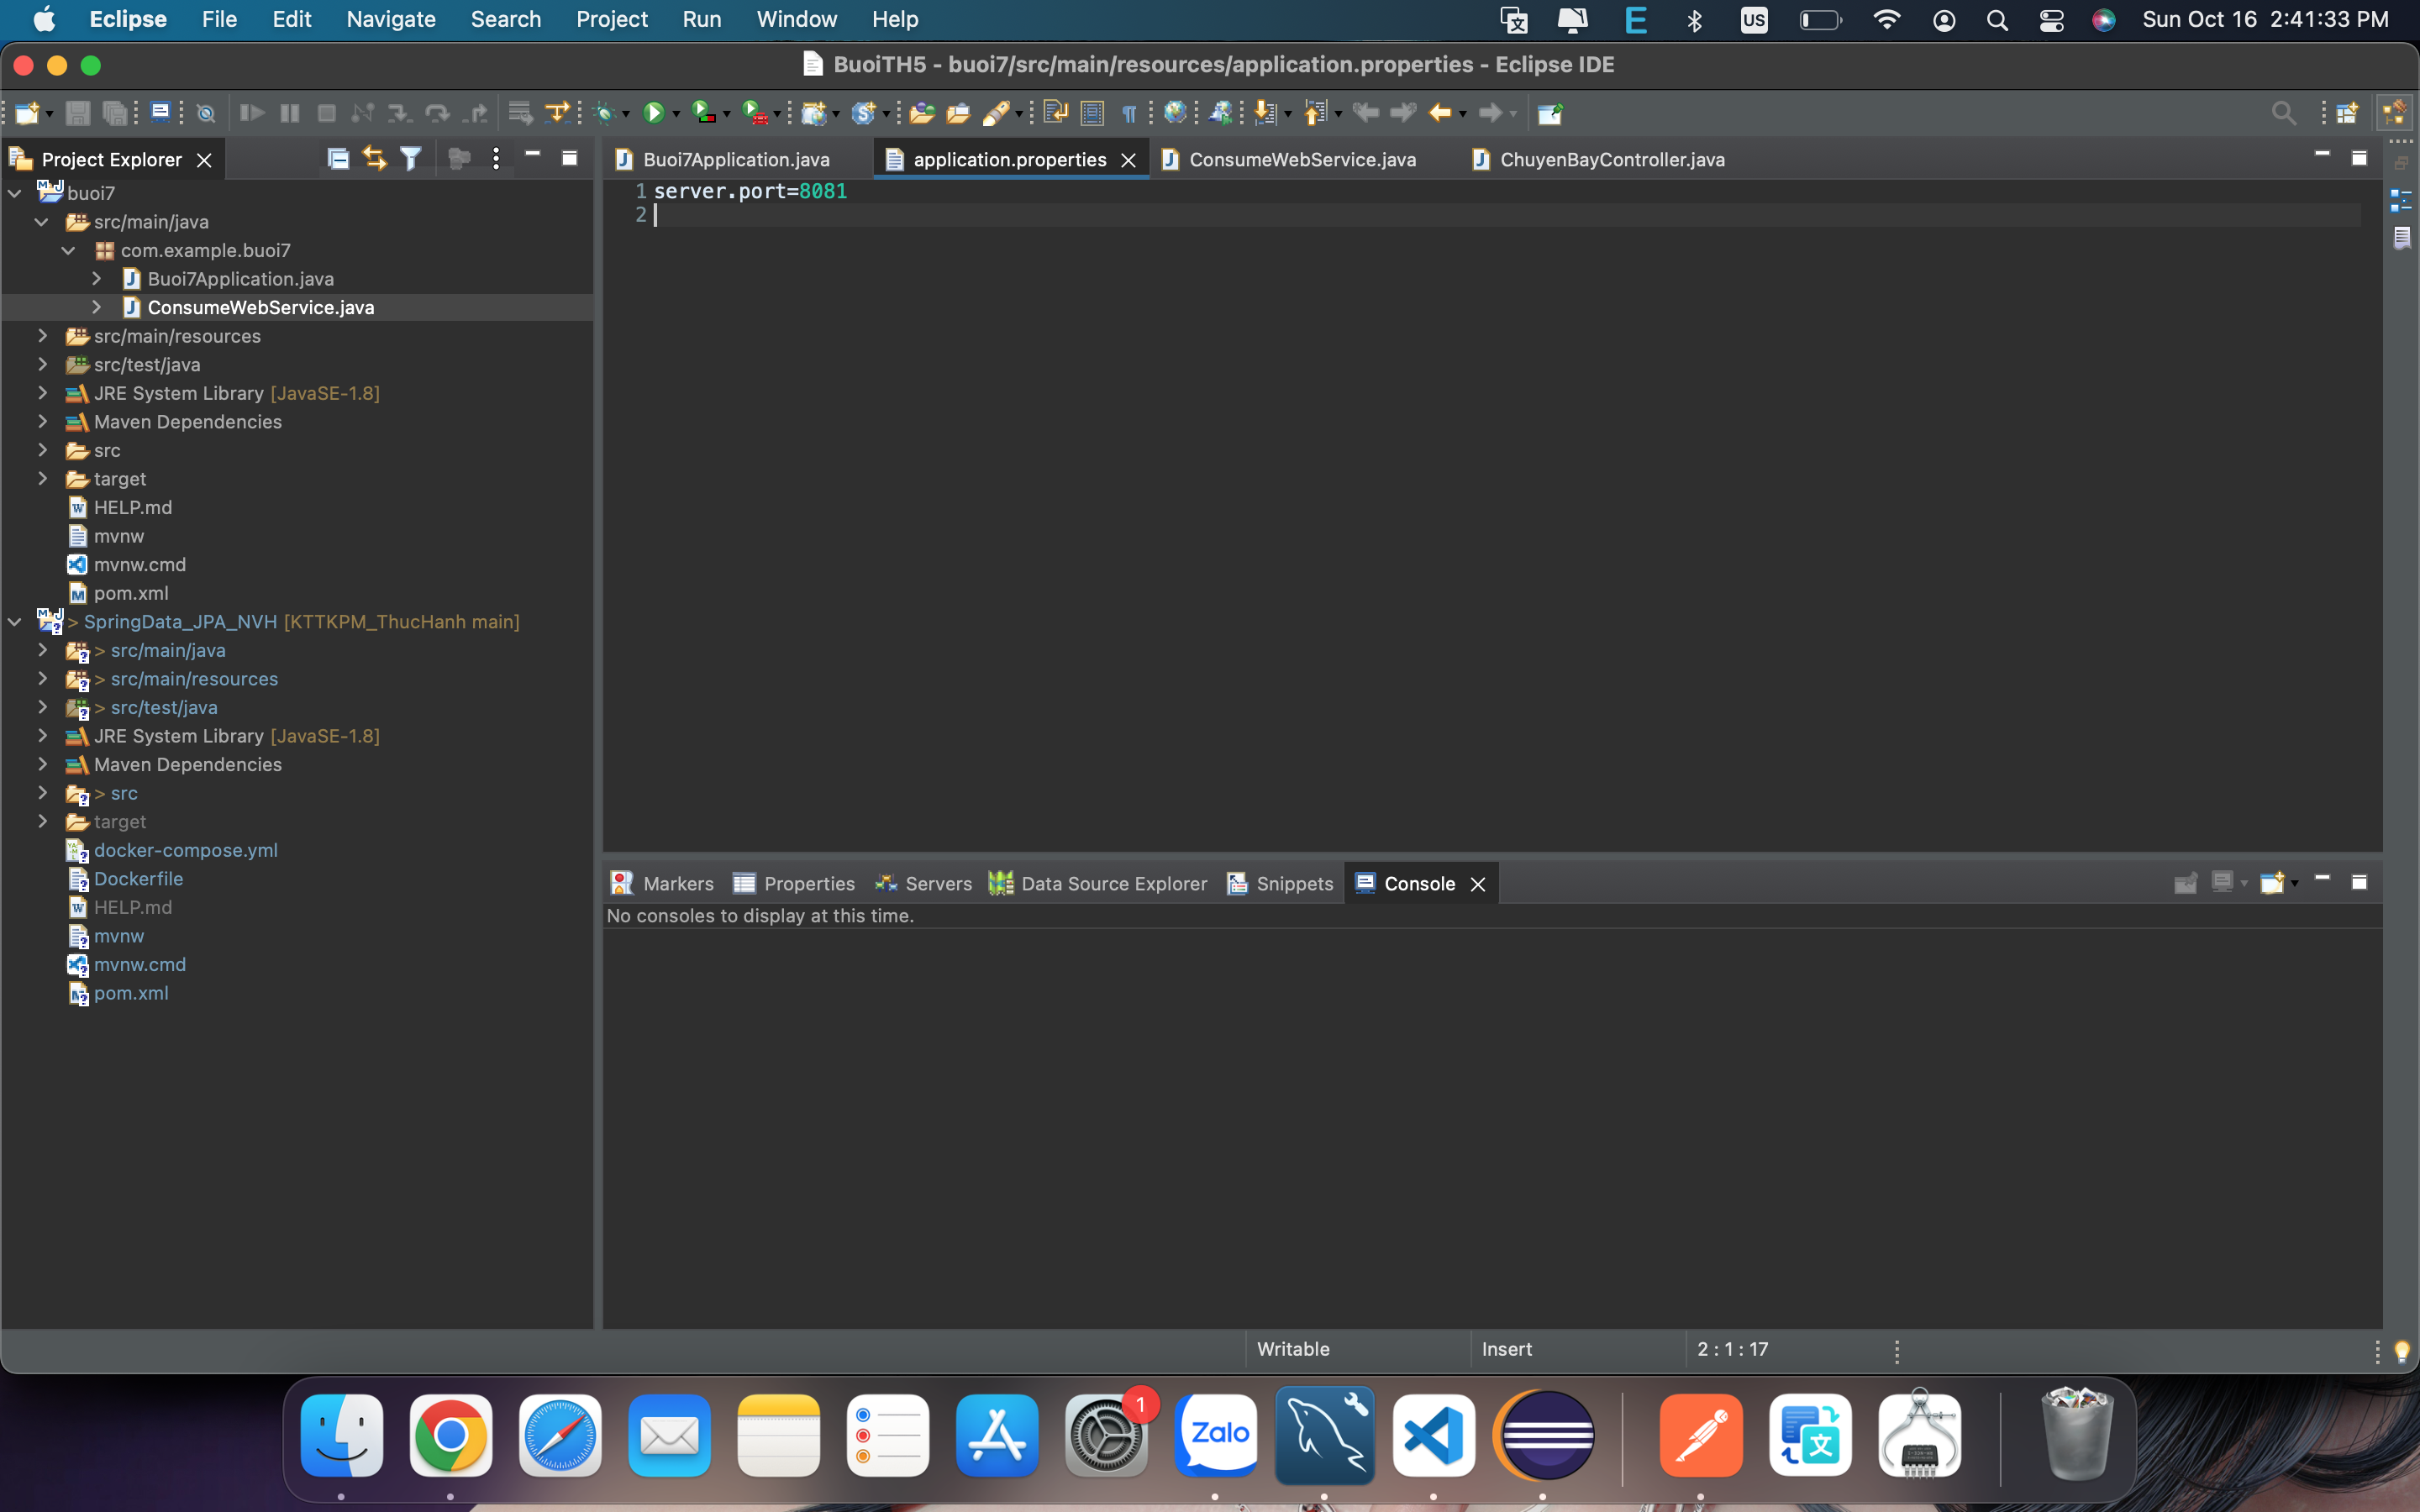 Eclipse File Edit Navigate Search Project Run Window Help US Sun Oct 16 2:41:33 PM
BuoiTH5 - buoi7/src/main/resources/application.properties - Eclipse IDE
Project Explorer
Buoi7Application.java application.properties ConsumeWebService.java ChuyenBayController.java
buoi7
src/main/java
com.example.buoi7
Buoi7Application.java
ConsumeWebService.java
src/main/resources
src/test/java
JRE System Library [JavaSE-1.8]
Maven Dependencies
src
target
HELP.md
mvnw
mvnw.cmd
pom.xml
> SpringData_JPA_NVH [KTTKPM_ThucHanh main]
> src/main/java
> src/main/resources
> src/test/java
JRE System Library [JavaSE-1.8]
Maven Dependencies
> src
target
docker-compose.yml
Dockerfile
HELP.md
mvnw
mvnw.cmd
pom.xml
1 server.port=8081
2
Markers Properties Servers Data Source Explorer Snippets Console
No consoles to display at this time.
Writable Insert 2 : 1 : 17
1
Zalo